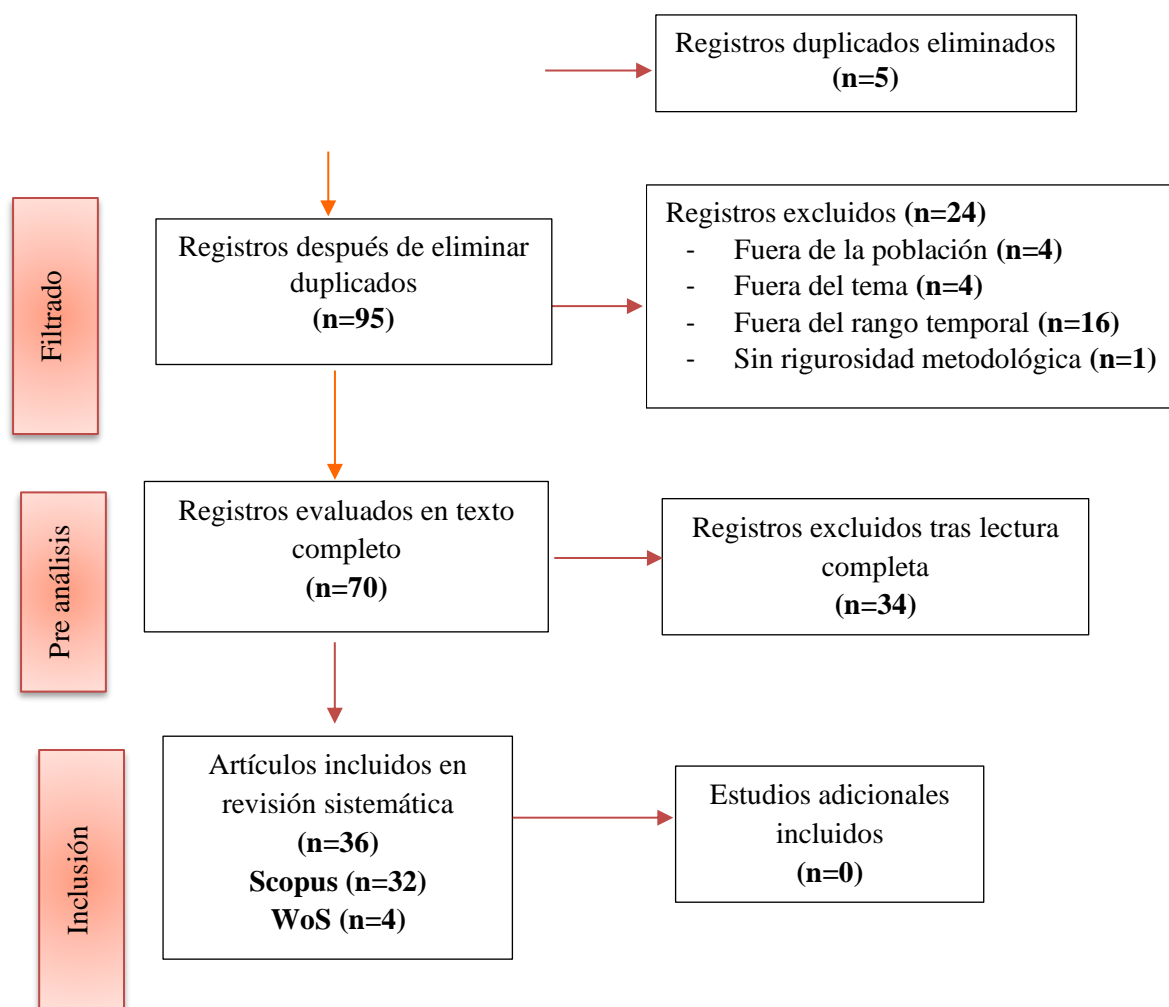 Registros duplicados eliminados
(n=5)
Filtrado
Registros después de eliminar
duplicados
(n=95)
Registros excluidos (n=24)
- Fuera de la población (n=4)
- Fuera del tema (n=4)
- Fuera del rango temporal (n=16)
- Sin rigurosidad metodológica (n=1)
Pre análisis
Registros evaluados en texto
completo
(n=70)
Registros excluidos tras lectura
completa
(n=34)
Inclusión
Artículos incluidos en
revisión sistemática
(n=36)
Scopus (n=32)
WoS (n=4)
Estudios adicionales
incluidos
(n=0)